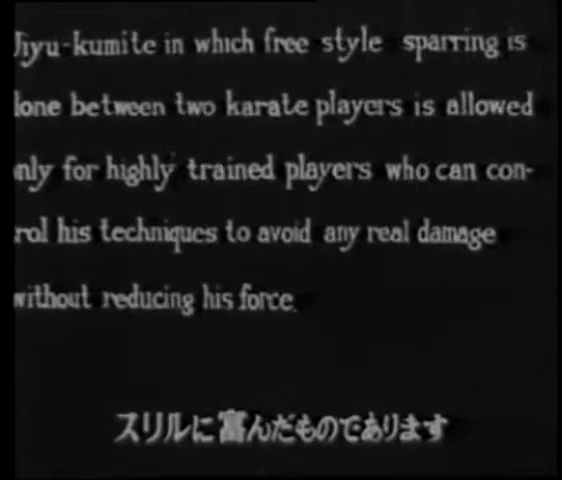 Jiyu-kumite in which free style sparring is
lone between two karate players is allowed
nly for highly trained players who can con-
rol his techniques to avoid any real damage
without reducing his force.
スリルに富んだものであります